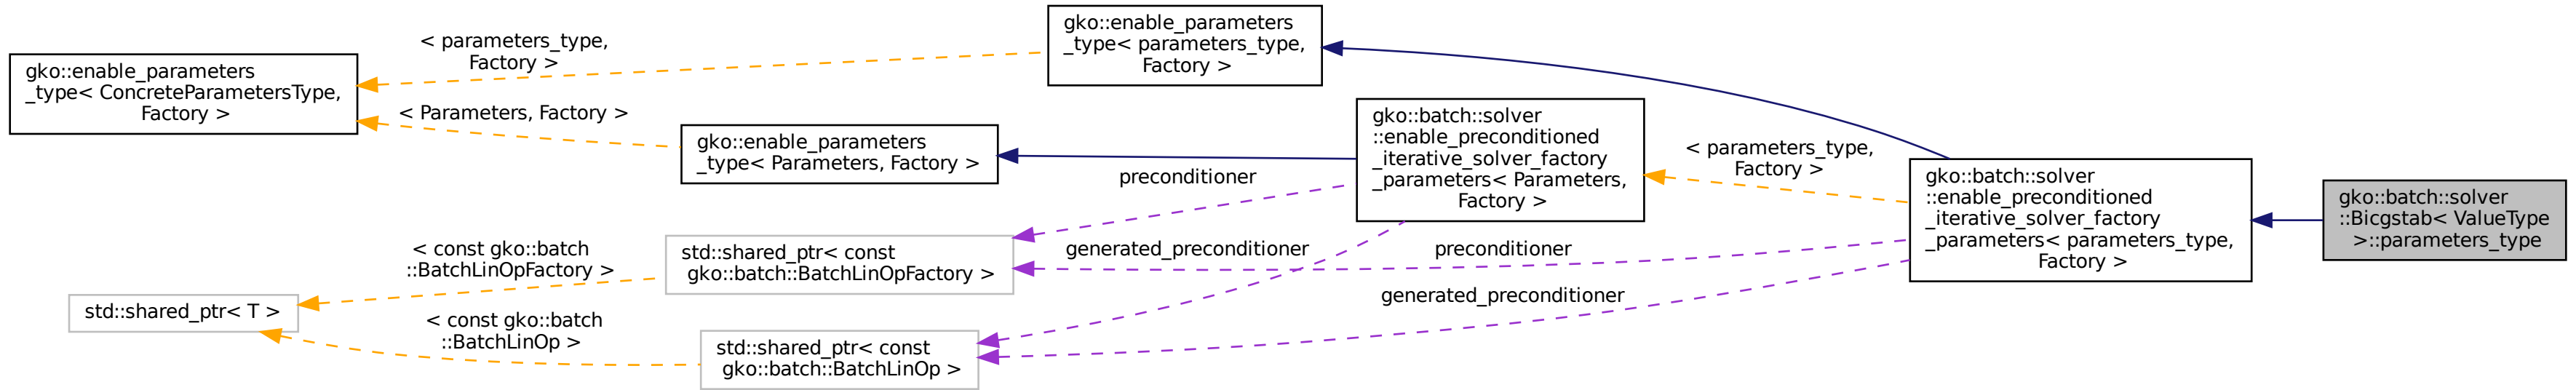 gko::enable_parameters
_type< ConcreteParametersType,
Factory >
< parameters_type,
Factory >
< Parameters, Factory >
gko::enable_parameters
_type< parameters_type,
Factory >
gko::enable_parameters
_type< Parameters, Factory >
gko::batch::solver
::enable_preconditioned
_iterative_solver_factory
_parameters< Parameters,
Factory >
< parameters_type,
Factory >
gko::batch::solver
::enable_preconditioned
_iterative_solver_factory
_parameters< parameters_type,
Factory >
gko::batch::solver
::Bicgstab< ValueType
>::parameters_type
preconditioner
generated_preconditioner
preconditioner
generated_preconditioner
std::shared_ptr< const
gko::batch::BatchLinOpFactory >
< const gko::batch
::BatchLinOpFactory >
std::shared_ptr< T >
< const gko::batch
::BatchLinOp >
std::shared_ptr< const
gko::batch::BatchLinOp >